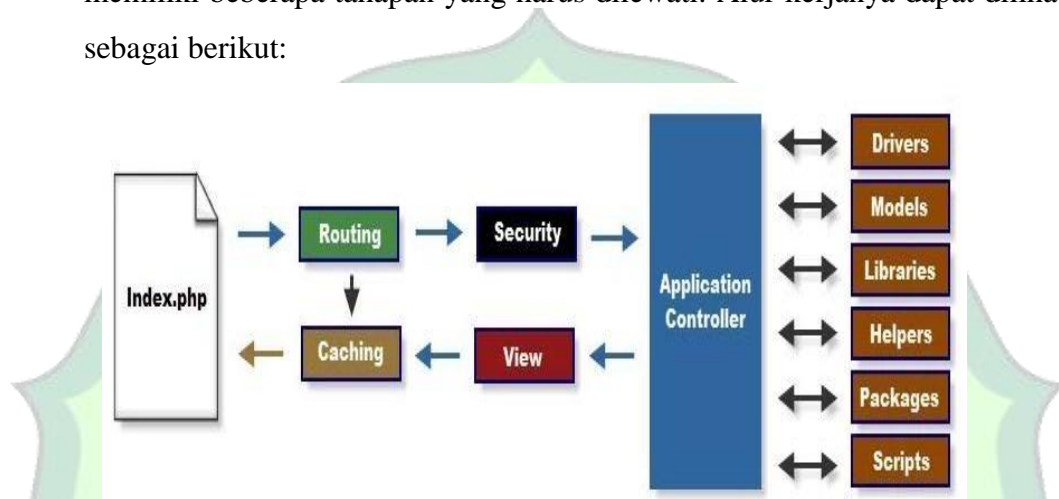 sebagai berikut:
Index.php
Routing
Security
Caching
View
Application
Controller
Drivers
Models
Libraries
Helpers
Packages
Scripts